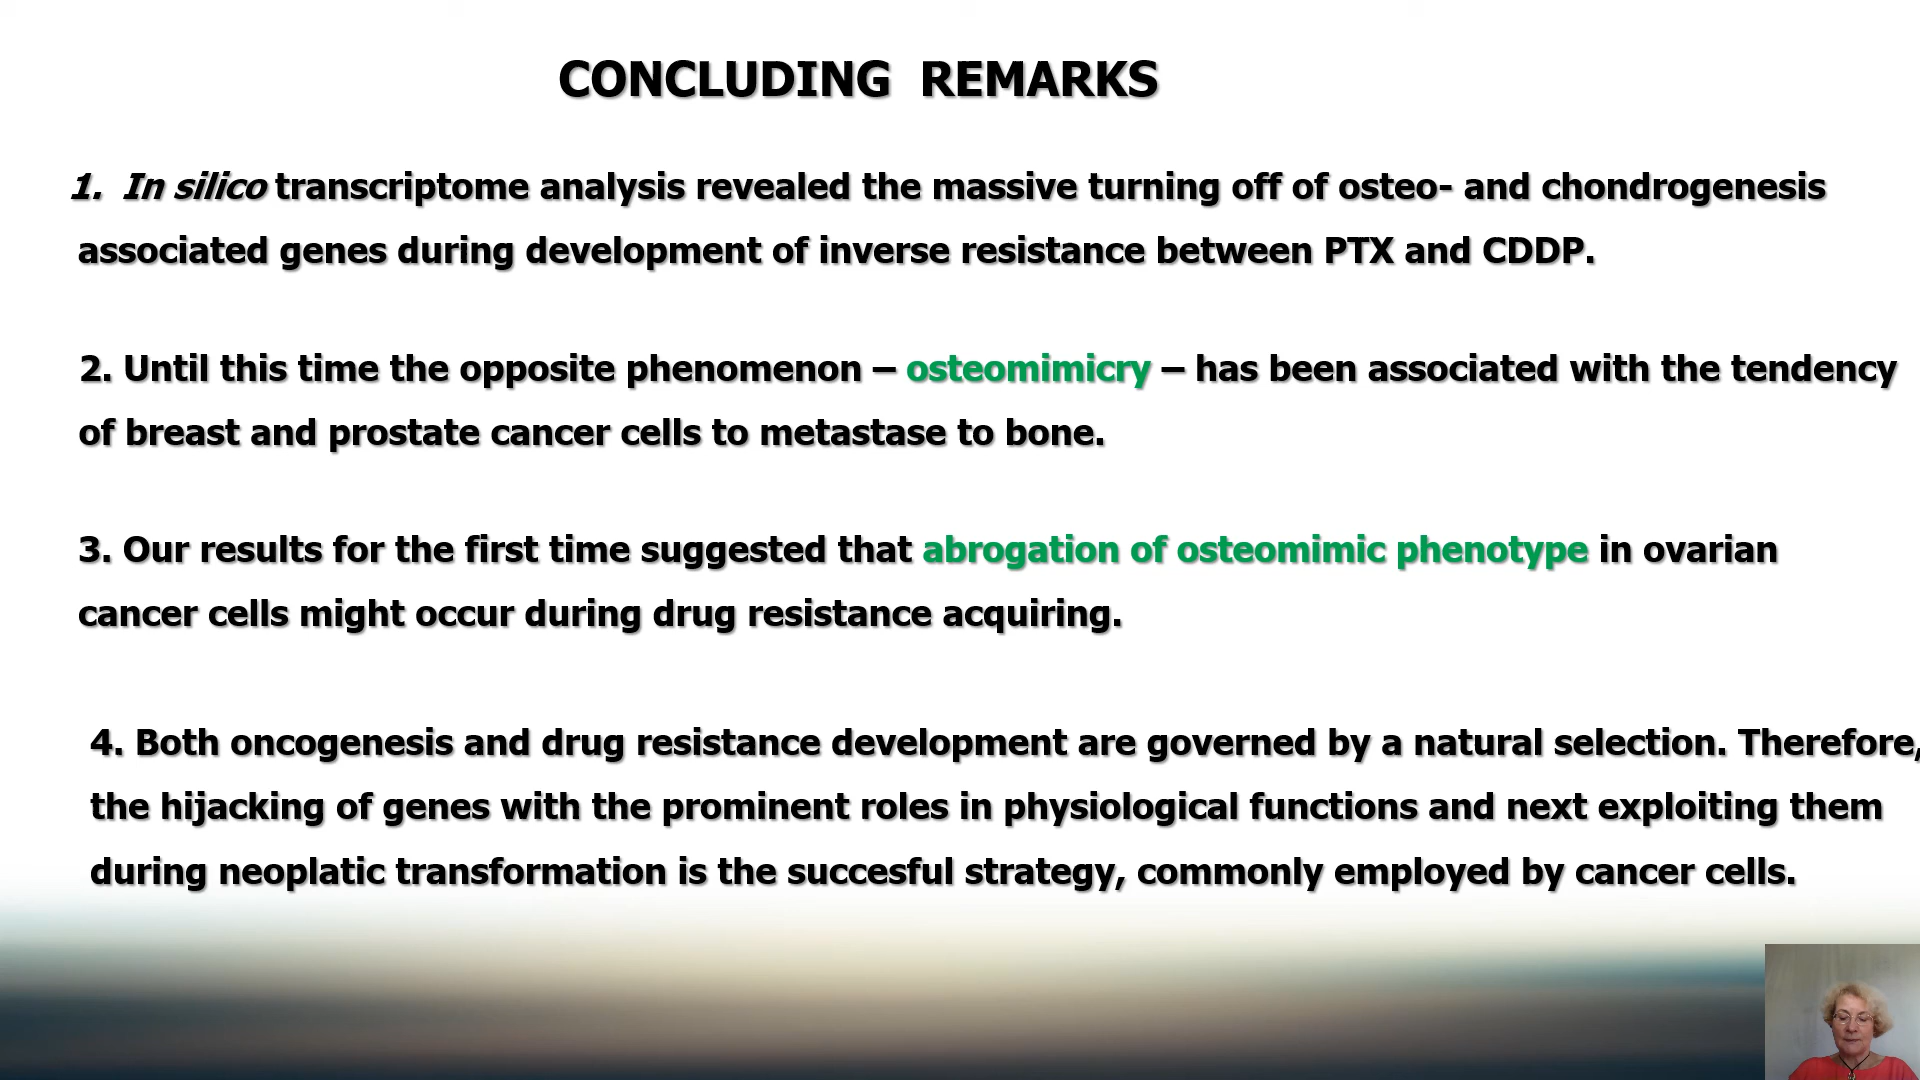 CONCLUDING REMARKS
1. In silico transcriptome analysis revealed the massive turning off of osteo- and chondrogenesis
associated genes during development of inverse resistance between PTX and CDDP.
2. Until this time the opposite phenomenon – osteomimicry – has been associated with the tendency
of breast and prostate cancer cells to metastase to bone.
3. Our results for the first time suggested that abrogation of osteomimic phenotype in ovarian
cancer cells might occur during drug resistance acquiring.
4. Both oncogenesis and drug resistance development are governed by a natural selection. Therefore,
the hijacking of genes with the prominent roles in physiological functions and next exploiting them
during neoplatic transformation is the succesful strategy, commonly employed by cancer cells.